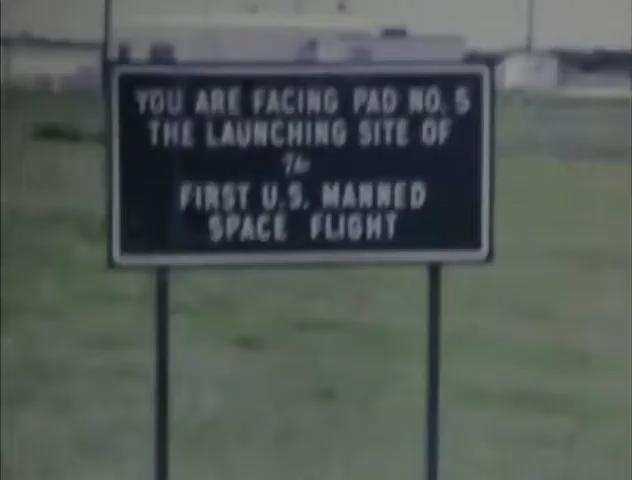 YOU ARE FACING PAD NO. 5
THE LAUNCHING SITE OF
The
FIRST U.S. MANNED
SPACE FLIGHT